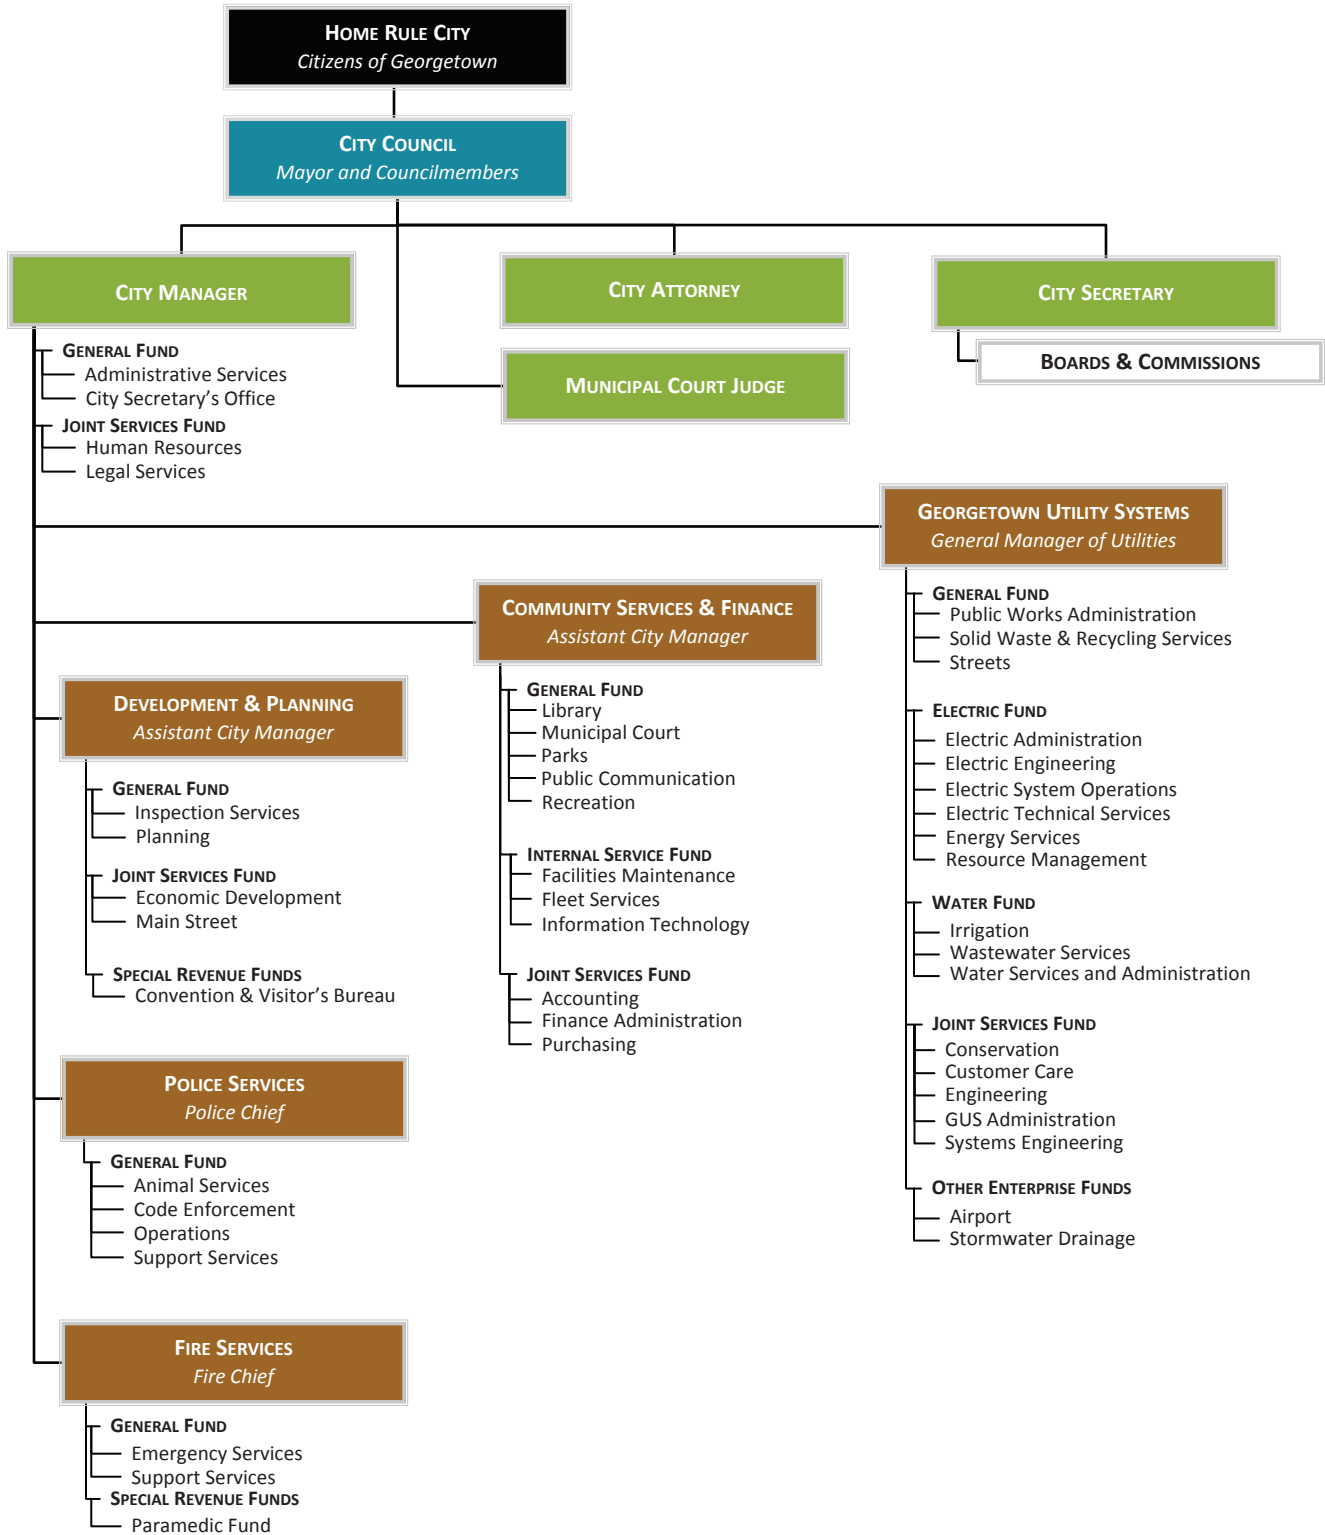 HOME RULE CITY
Citizens of Georgetown
CITY COUNCIL
Mayor and Councilmembers
CITY MANAGER
CITY ATTORNEY
CITY SECRETARY
BOARDS & COMMISSIONS
MUNICIPAL COURT JUDGE
GENERAL FUND
Administrative Services
City Secretary's Office
JOINT SERVICES FUND
Human Resources
Legal Services
GEORGETOWN UTILITY SYSTEMS
General Manager of Utilities
GENERAL FUND
Public Works Administration
Solid Waste & Recycling Services
Streets
ELECTRIC FUND
Electric Administration
Electric Engineering
Electric System Operations
Electric Technical Services
Energy Services
Resource Management
WATER FUND
Irrigation
Wastewater Services
Water Services and Administration
JOINT SERVICES FUND
Conservation
Customer Care
Engineering
GUS Administration
Systems Engineering
OTHER ENTERPRISE FUNDS
Airport
Stormwater Drainage
COMMUNITY SERVICES & FINANCE
Assistant City Manager
GENERAL FUND
Library
Municipal Court
Parks
Public Communication
Recreation
INTERNAL SERVICE FUND
Facilities Maintenance
Fleet Services
Information Technology
JOINT SERVICES FUND
Accounting
Finance Administration
Purchasing
DEVELOPMENT & PLANNING
Assistant City Manager
GENERAL FUND
Inspection Services
Planning
JOINT SERVICES FUND
Economic Development
Main Street
SPECIAL REVENUE FUNDS
Convention & Visitor's Bureau
POLICE SERVICES
Police Chief
GENERAL FUND
Animal Services
Code Enforcement
Operations
Support Services
FIRE SERVICES
Fire Chief
GENERAL FUND
Emergency Services
Support Services
SPECIAL REVENUE FUNDS
Paramedic Fund